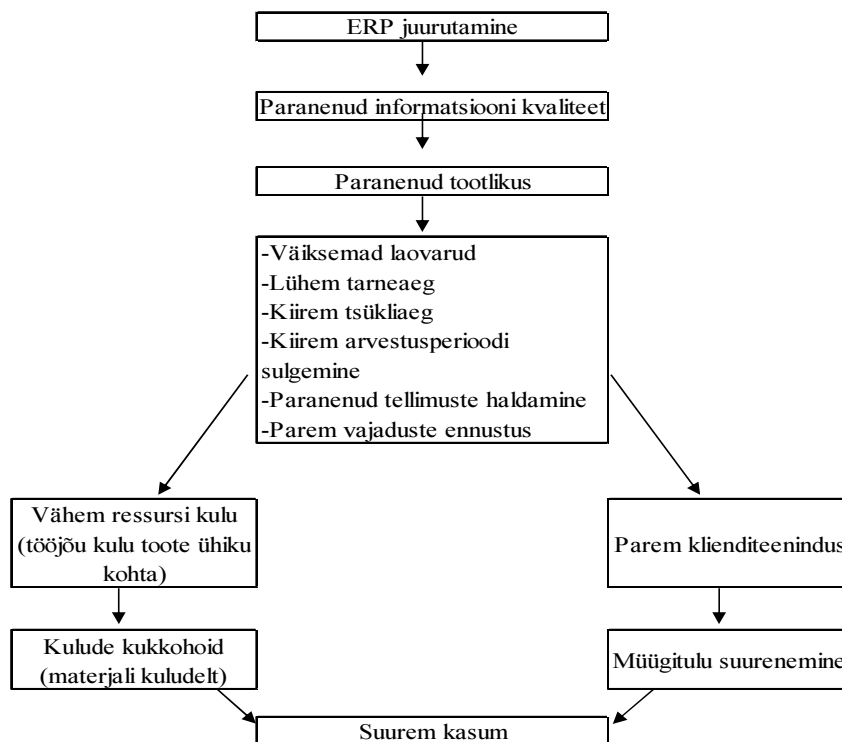 ERP juurutamine
Paranenud informatsiooni kvaliteet
Paranenud tootlikus
-Väiksemad laovarud
-Lühem tarneaeg
-Kiirem tsükliaeg
-Kiirem arvestusperioodi
sulgemine
-Paranenud tellimuste haldamine
-Parem vajaduste ennustus
Vähem ressursi kulu
(tööjõu kulu toote ühiku
kohta)
Parem klienditeenindus
Kulude kukkohoid
(materjali kuludelt)
Müügitulu suurenemine
Suurem kasum